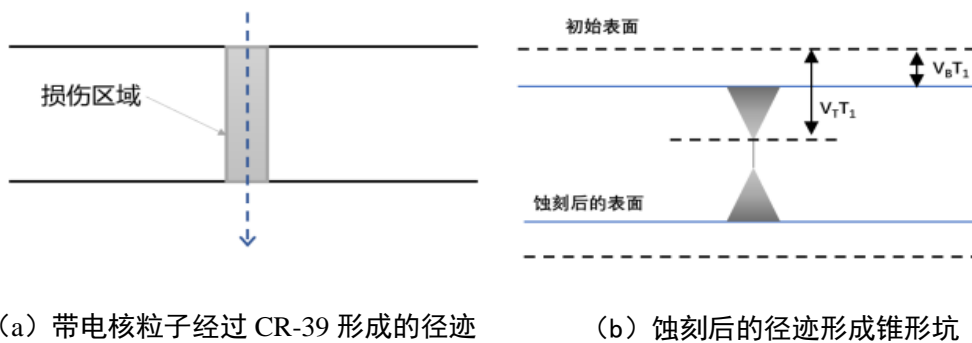 损伤区域
初始表面
V_BT_1
V_TT_1
蚀刻后的表面
(a)带电核粒子经过 CR-39 形成的径迹
(b)蚀刻后的径迹形成锥形坑